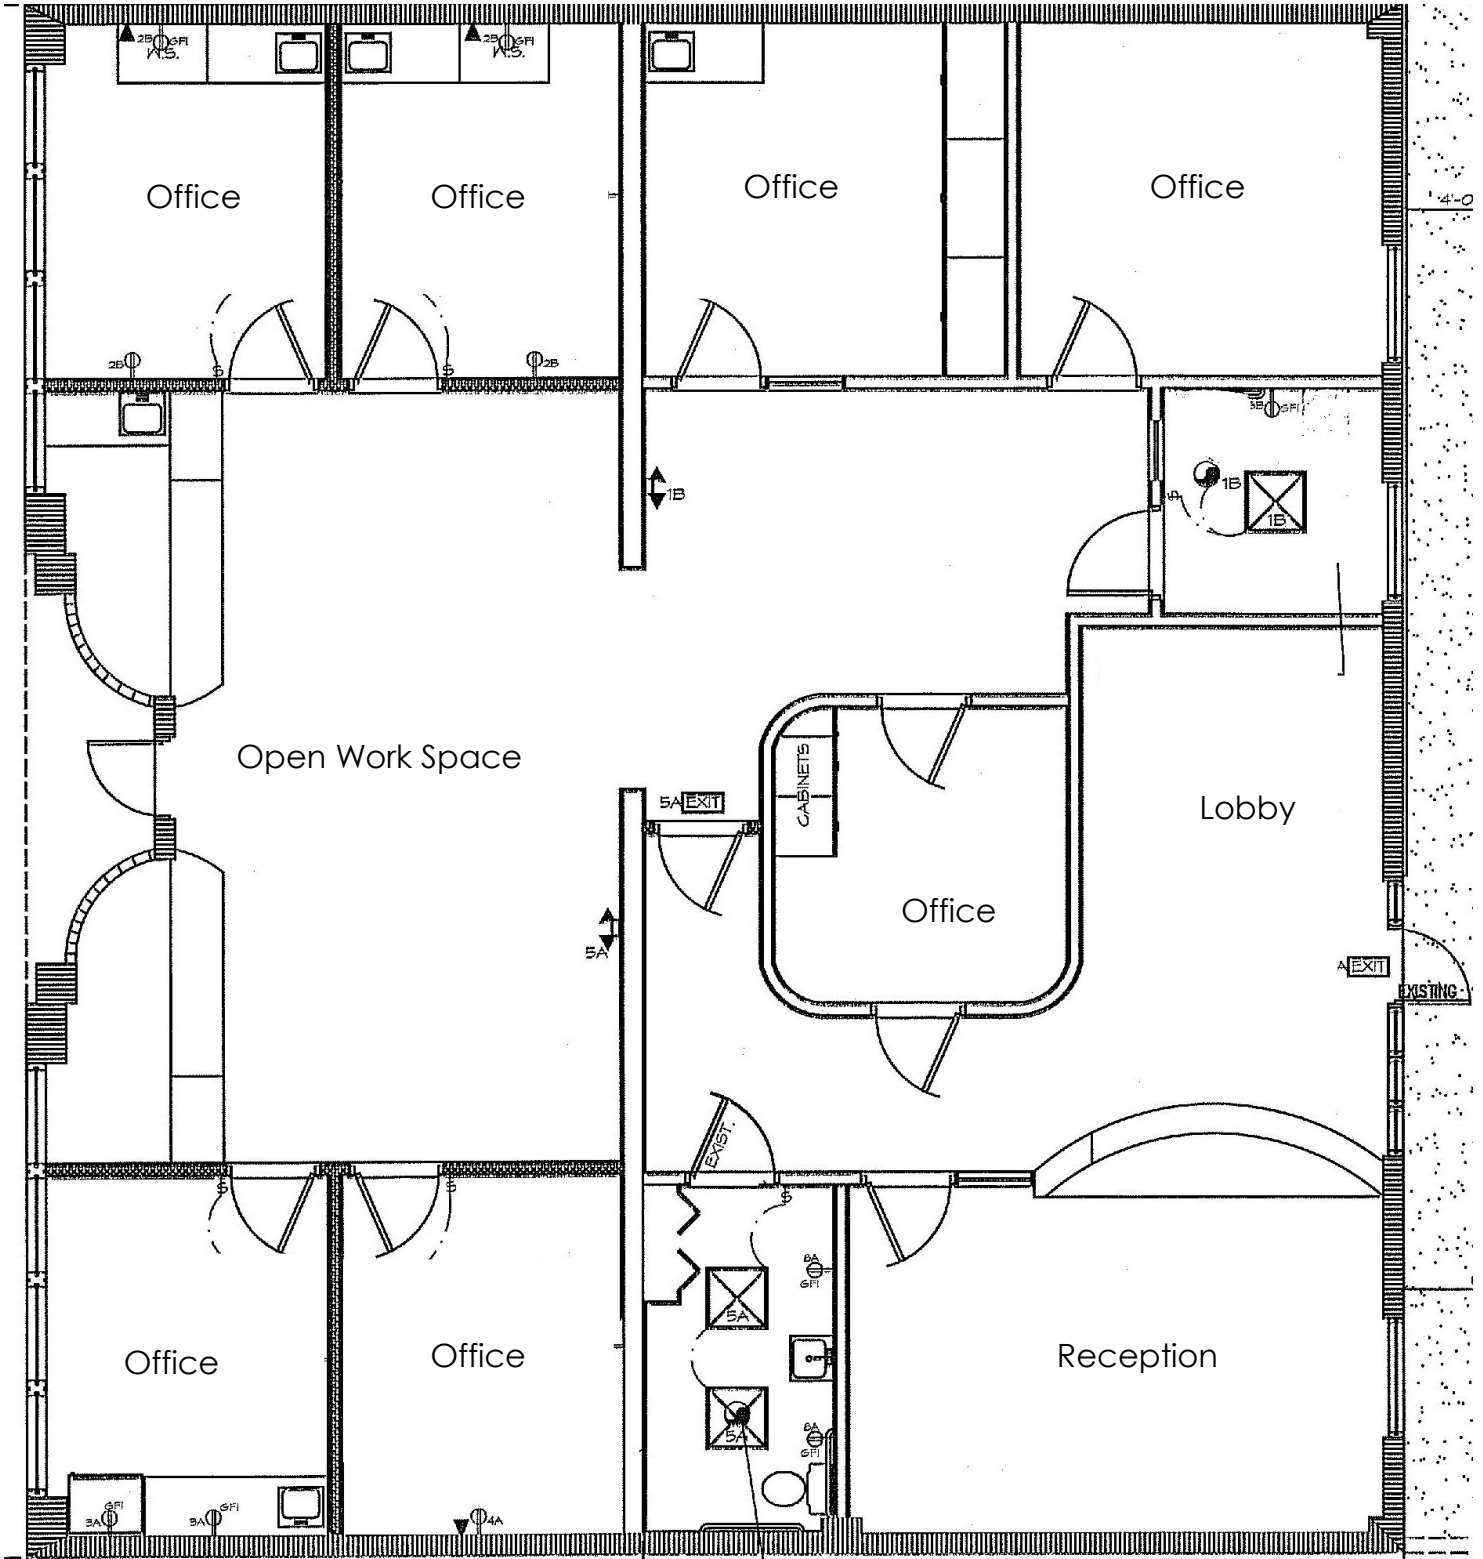 2B GFI
W.S.
2B GFI
W.S.
Office
Office
Office
Office
4'-0
2B
S
S
2B
3B GFI
1B
1B
1B
$
Open Work Space
5A EXIT
CABINETS
Lobby
Office
5A
A EXIT
EXISTING
EXIST.
S
S
S
8A
GFI
5A
Office
Office
Reception
5A
8A
GFI
3A GFI
3A GFI
4A